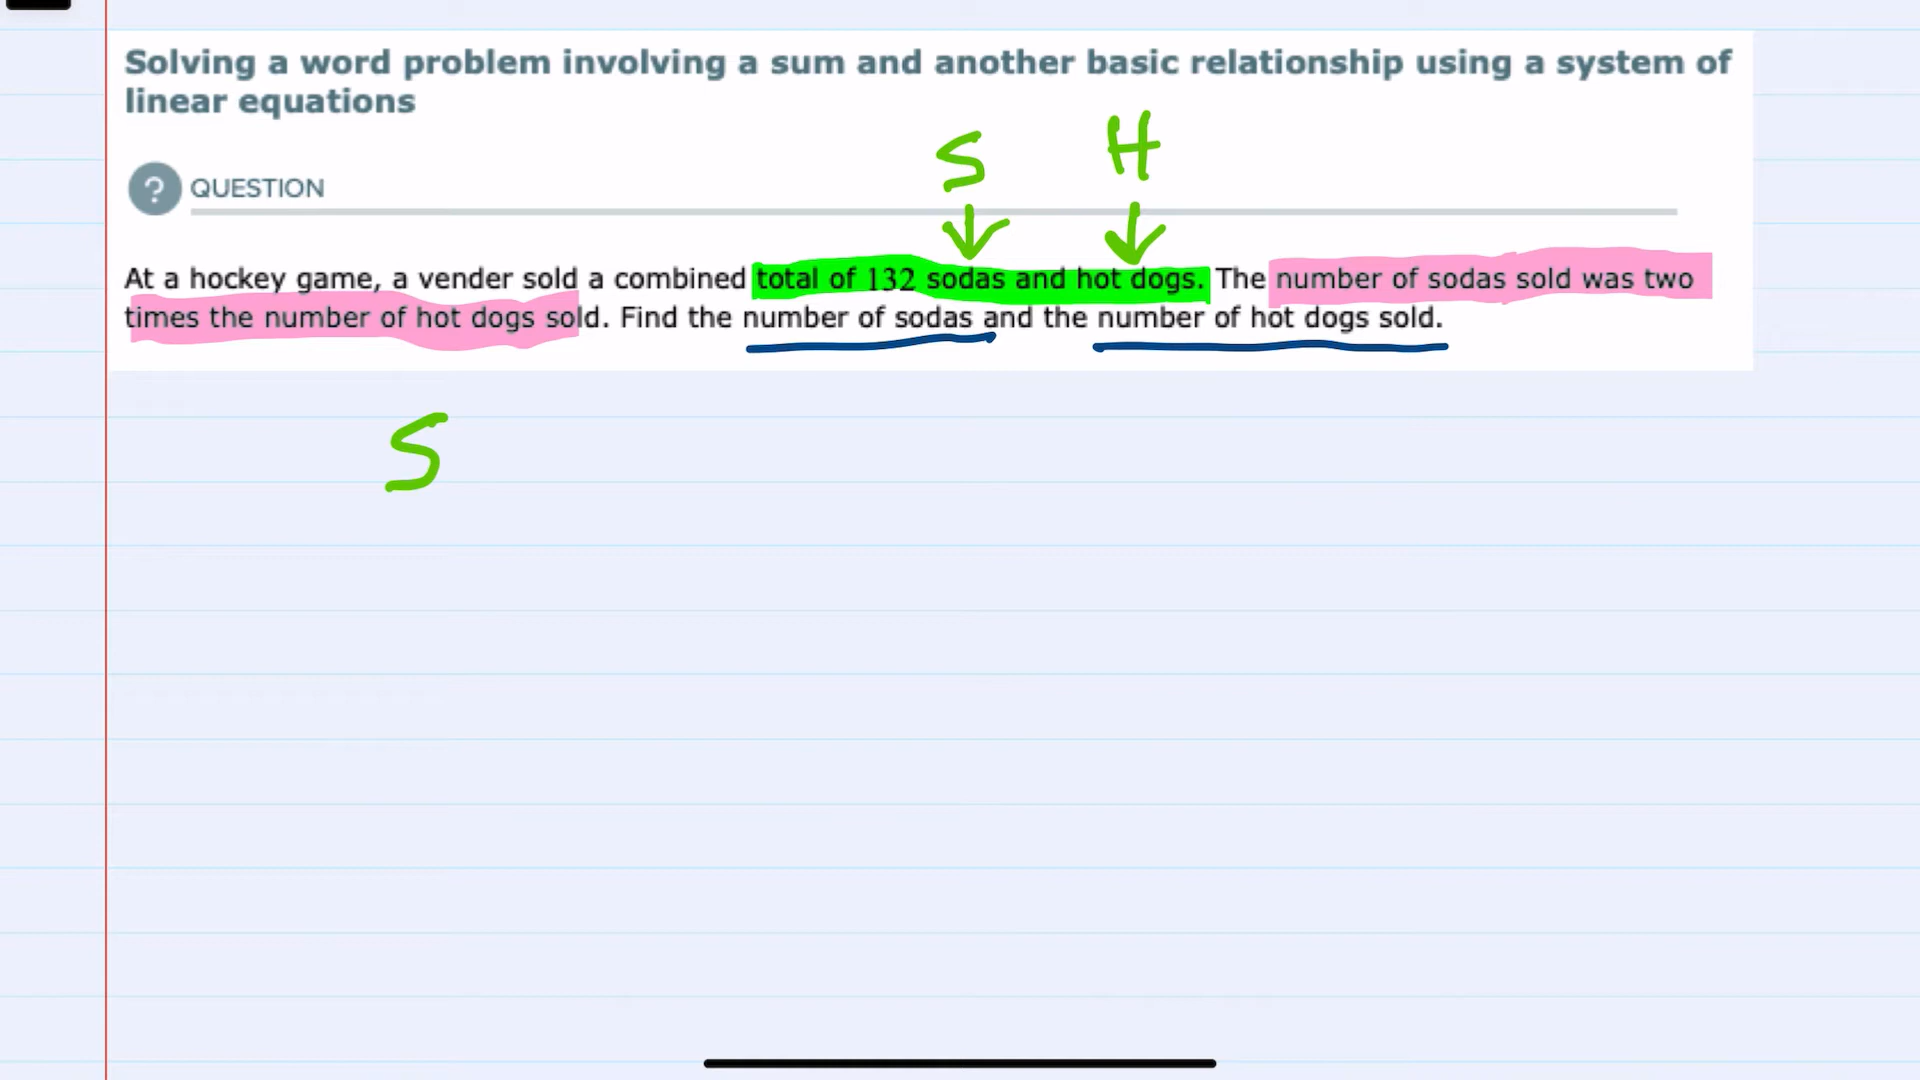 Solving a word problem involving a sum and another basic relationship using a system of
linear equations
S H
? QUESTION
At a hockey game, a vender sold a combined total of 132 sodas and hot dogs. The number of sodas sold was two
times the number of hot dogs sold. Find the number of sodas and the number of hot dogs sold.
S